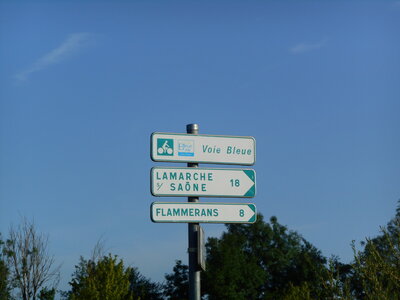 Voie Bleue
LAMARCHE
S/ SAÔNE 18
FLAMMERANS 8